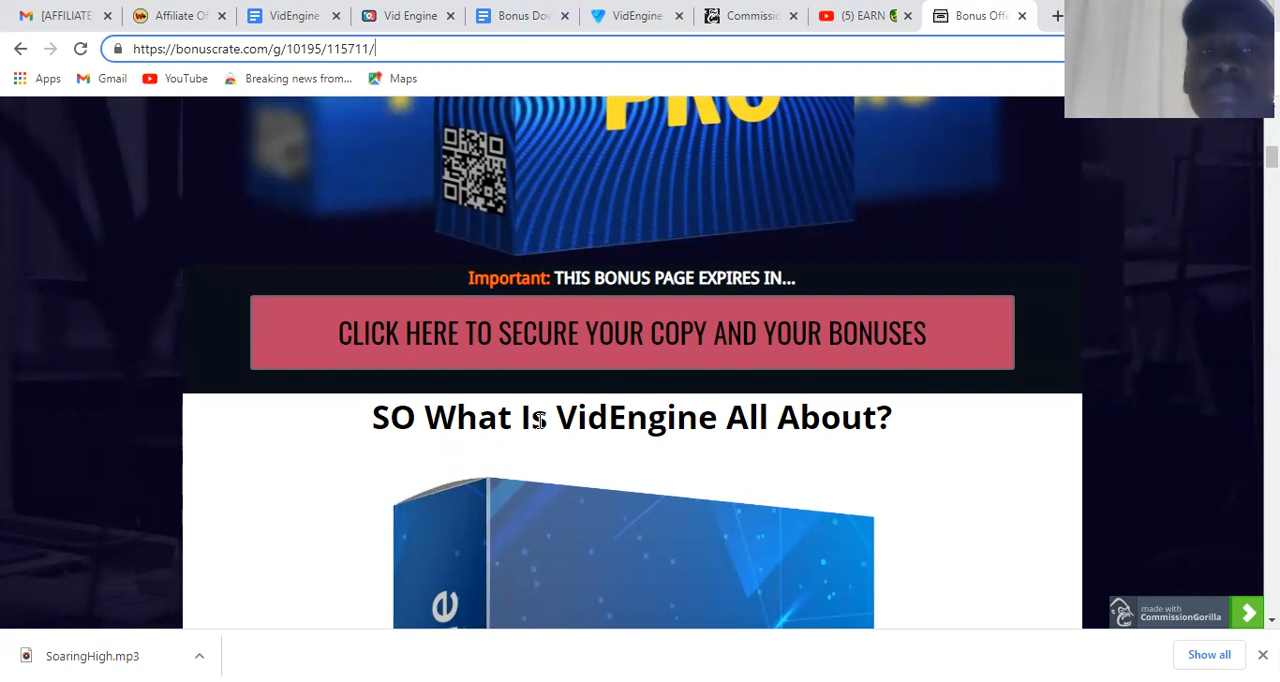 [AFFILIATE
Affiliate Of
VidEngine
Vid Engine
Bonus Dow
VidEngine
Commissio
(5) EARN
Bonus Offe
https://bonuscrate.com/g/10195/115711/
Apps
Gmail
YouTube
Breaking news from...
Maps
PRO
Important: THIS BONUS PAGE EXPIRES IN...
CLICK HERE TO SECURE YOUR COPY AND YOUR BONUSES
SO What Is VidEngine All About?
e
made with
CommissionGorilla
SoaringHigh.mp3
Show all